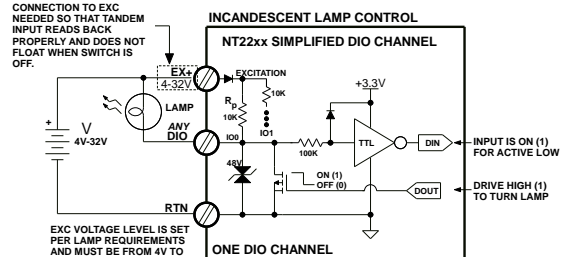 CONNECTION TO EXC
NEEDED SO THAT TANDEM
INPUT READS BACK
PROPERLY AND DOES NOT
FLOAT WHEN SWITCH IS
OFF.
INCANDESCENT LAMP CONTROL
NT22xx SIMPLIFIED DIO CHANNEL
EX+
4-32V
EXCITATION
+3.3V
LAMP
Rp
10K
10K
IO1
ANY
DIO
IO0
100K
TTL
DIN
INPUT IS ON (1)
FOR ACTIVE LOW
+
V
4V-32V
48V
ON (1)
OFF (0)
DOUT
DRIVE HIGH (1)
TO TURN LAMP
RTN
EXC VOLTAGE LEVEL IS SET
PER LAMP REQUIREMENTS
AND MUST BE FROM 4V TO
ONE DIO CHANNEL